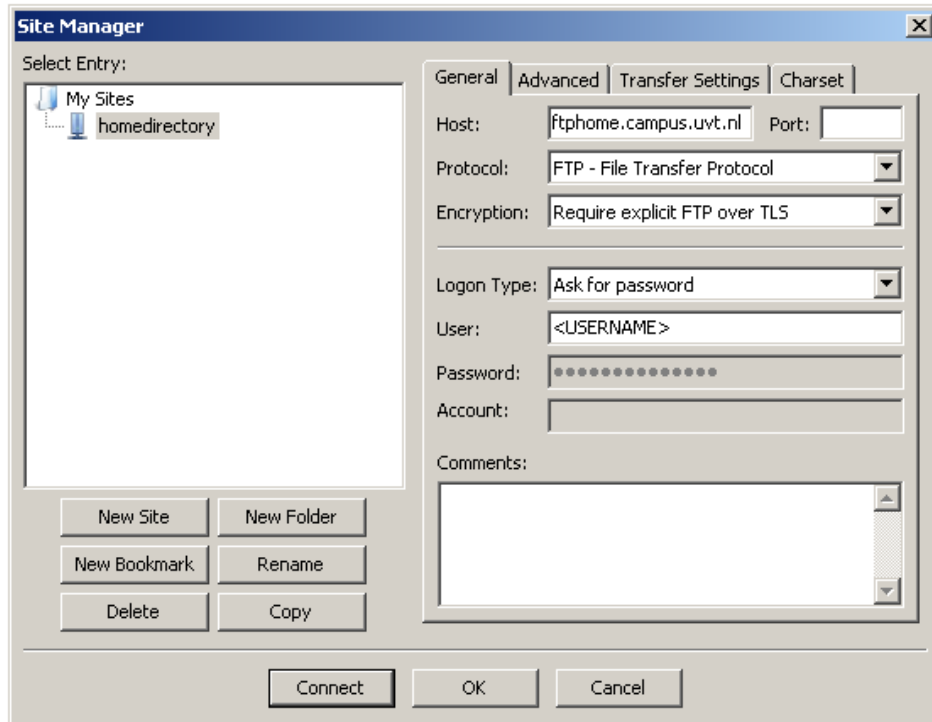 Site Manager
Select Entry:
My Sites
homedirectory
New Site
New Folder
New Bookmark
Rename
Delete
Copy
General
Advanced
Transfer Settings
Charset
Host:
ftphome.campus.uvt.nl
Port:
Protocol:
FTP - File Transfer Protocol
Encryption:
Require explicit FTP over TLS
Logon Type:
Ask for password
User:
<USERNAME>
Password:
●●●●●●●●●●●●●●
Account:
Comments:
Connect
OK
Cancel